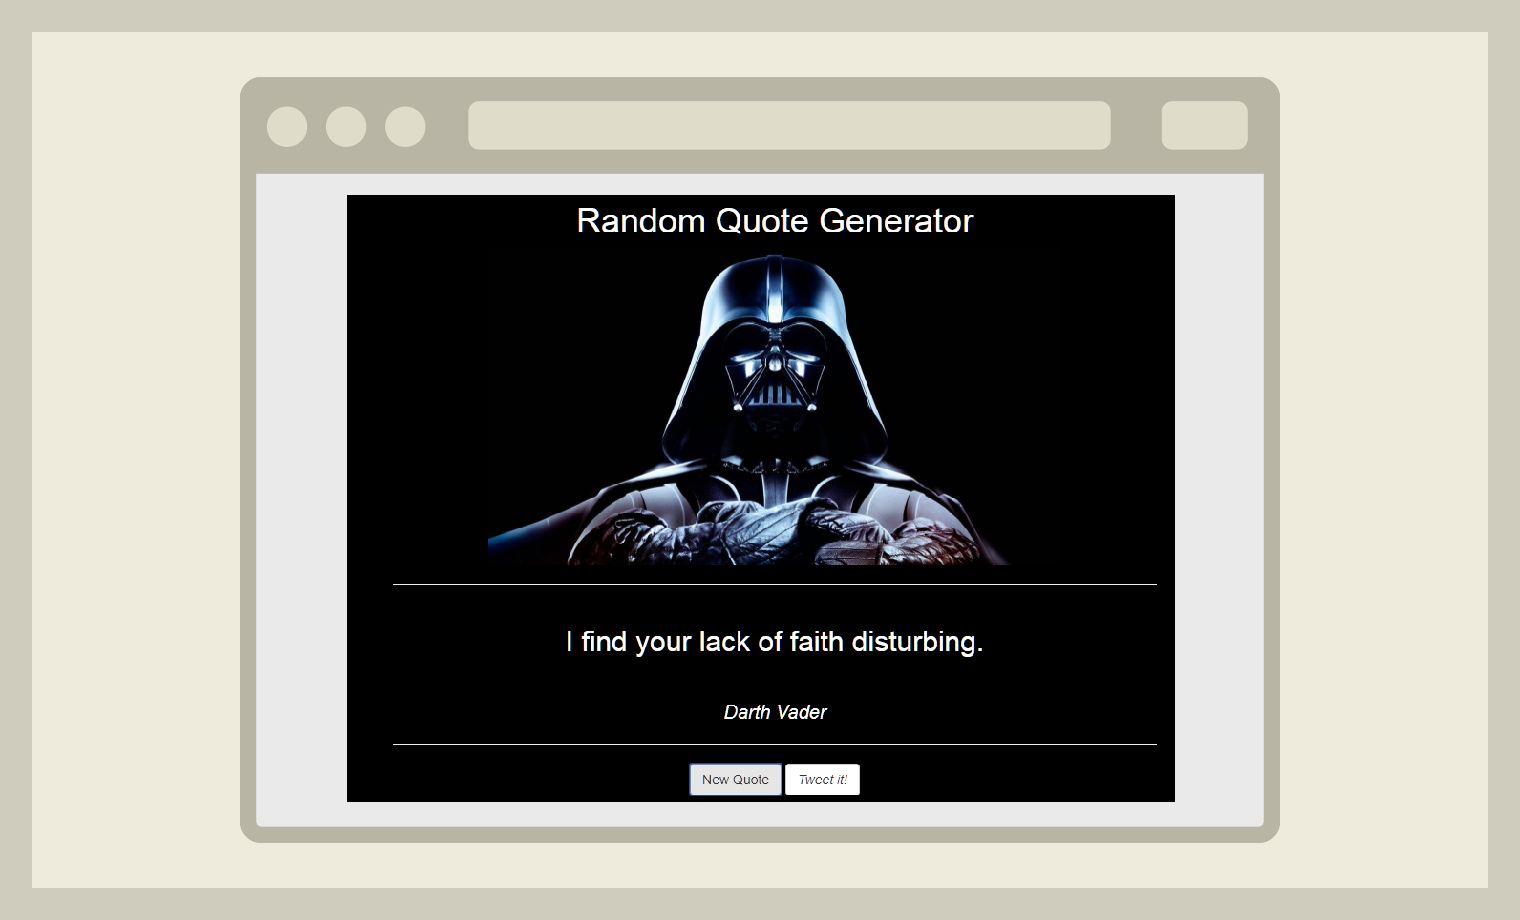 Random Quote Generator
I find your lack of faith disturbing.
Darth Vader
New Quote Tweet it!